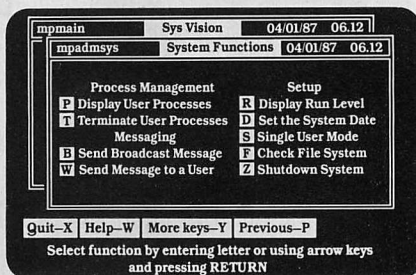 mpmain Sys Vision 04/01/87 06.12
mpadmsys System Functions 04/01/87 06.12
Process Management Setup
P Display User Processes R Display Run Level
T Terminate User Processes D Set the System Date
Messaging S Single User Mode
B Send Broadcast Message F Check File System
W Send Message to a User Z Shutdown System
Quit–X Help–W More keys–Y Previous–P
Select function by entering letter or using arrow keys
and pressing RETURN